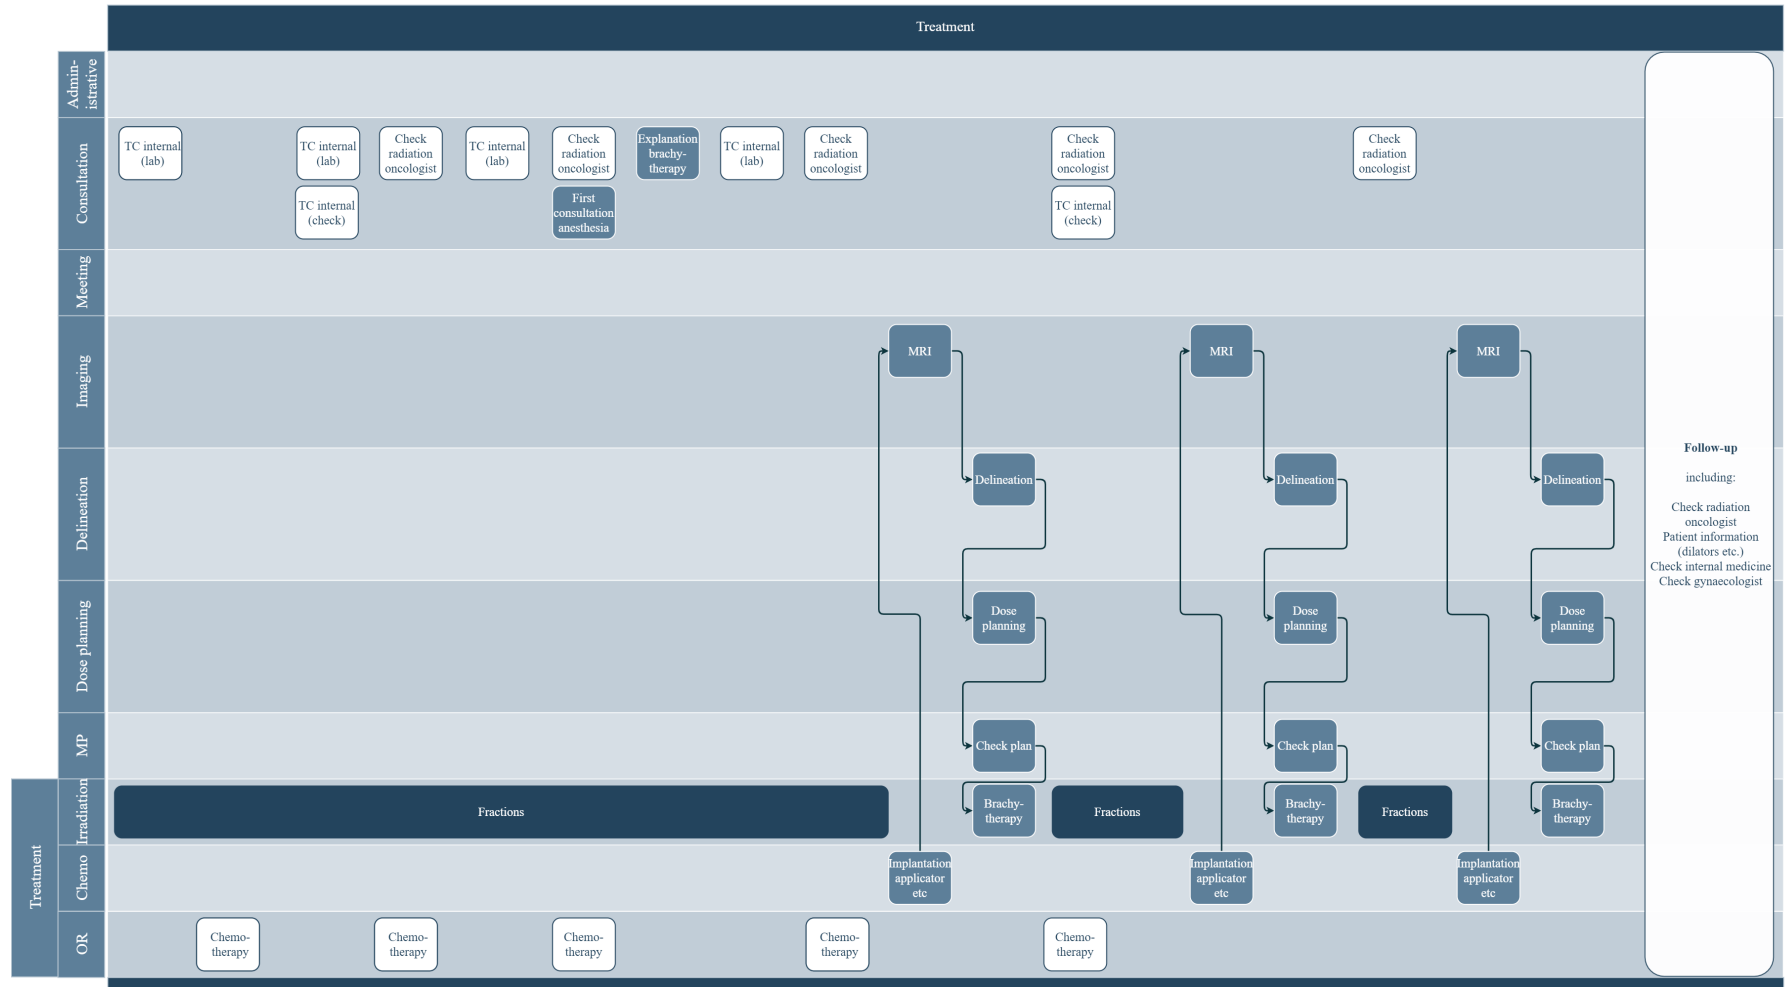 Treatment
Admin-
istrative
Consultation
TC internal
(lab)
TC internal
(lab)
Check
radiation
oncologist
TC internal
(lab)
Check
radiation
oncologist
Explanation
brachy-
therapy
TC internal
(lab)
Check
radiation
oncologist
Check
radiation
oncologist
Check
radiation
oncologist
TC internal
(check)
First
consultation
anesthesia
TC internal
(check)
Meeting
Imaging
MRI
MRI
MRI
Delineation
Delineation
Delineation
Delineation
Dose planning
Dose
planning
Dose
planning
Dose
planning
MP
Check plan
Check plan
Check plan
Treatment
Irradiation
Fractions
Brachy-
therapy
Fractions
Brachy-
therapy
Fractions
Brachy-
therapy
Chemo
Implantation
applicator
etc
Implantation
applicator
etc
Implantation
applicator
etc
OR
Chemo-
therapy
Chemo-
therapy
Chemo-
therapy
Chemo-
therapy
Chemo-
therapy
Follow-up
including:
Check radiation
oncologist
Patient information
(dilators etc.)
Check internal medicine
Check gynaecologist